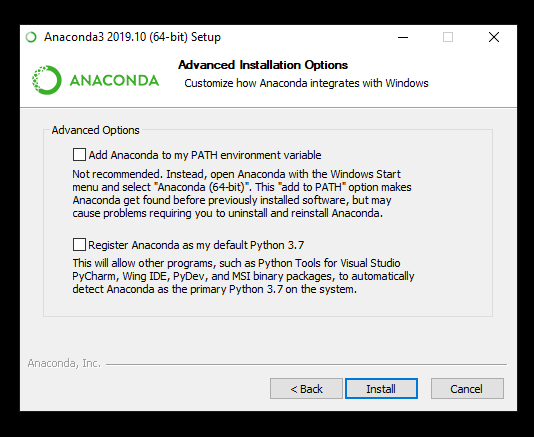 Anaconda3 2019.10 (64-bit) Setup
ANACONDA
Advanced Installation Options
Customize how Anaconda integrates with Windows
Advanced Options
Add Anaconda to my PATH environment variable
Not recommended. Instead, open Anaconda with the Windows Start
menu and select "Anaconda (64-bit)". This "add to PATH" option makes
Anaconda get found before previously installed software, but may
cause problems requiring you to uninstall and reinstall Anaconda.
Register Anaconda as my default Python 3.7
This will allow other programs, such as Python Tools for Visual Studio
PyCharm, Wing IDE, PyDev, and MSI binary packages, to automatically
detect Anaconda as the primary Python 3.7 on the system.
Anaconda, Inc.
< Back
Install
Cancel